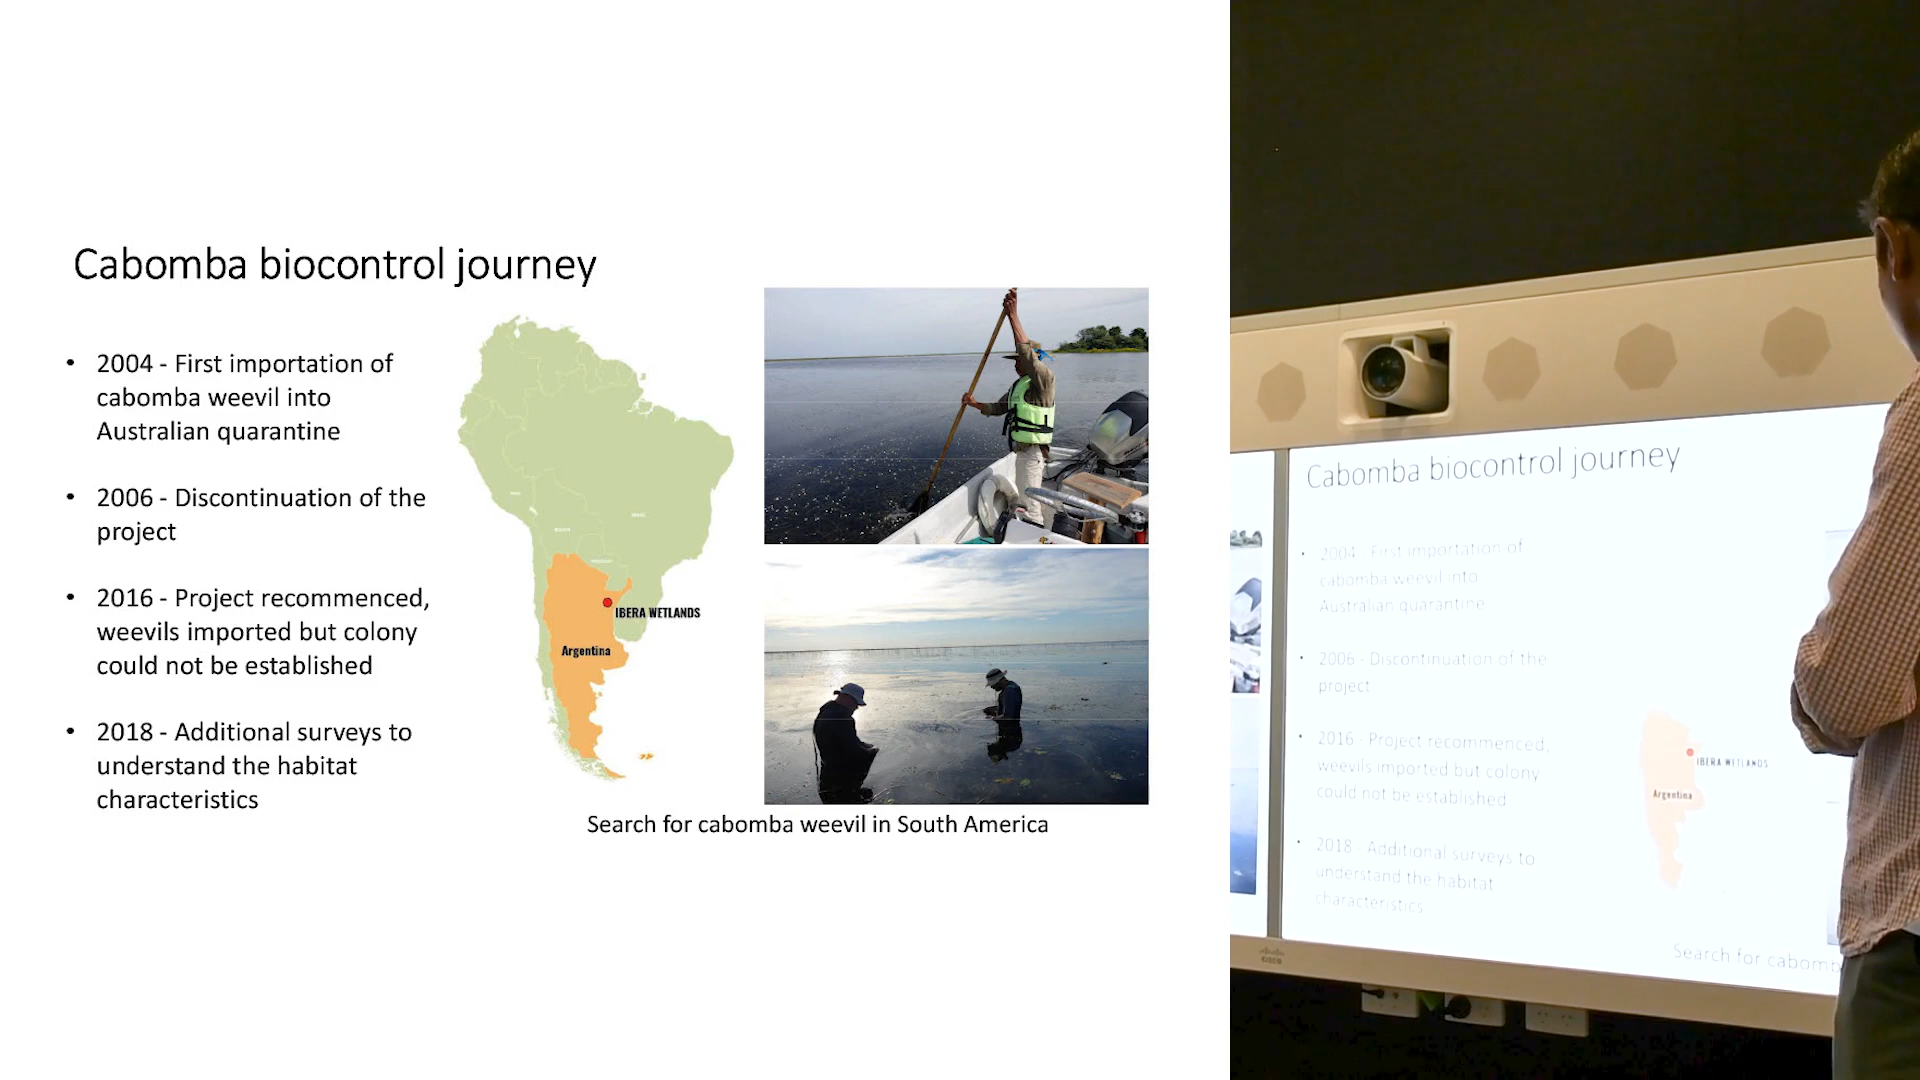 Cabomba biocontrol journey
• 2004 - First importation of
cabomba weevil into
Australian quarantine
• 2006 - Discontinuation of the
project
• 2016 - Project recommenced,
weevils imported but colony
could not be established
• 2018 - Additional surveys to
understand the habitat
characteristics
IBERA WETLANDS
Argentina
Search for cabomba weevil in South America
Cabomba biocontrol journey
• 2004 - First importation of
cabomba weevil into
Australian quarantine
• 2006 - Discontinuation of the
project
• 2016 - Project recommenced,
weevils imported but colony
could not be established
• 2018 - Additional surveys to
understand the habitat
characteristics
IBERA WETLANDS
Argentina
Search for cabomb
CISCO